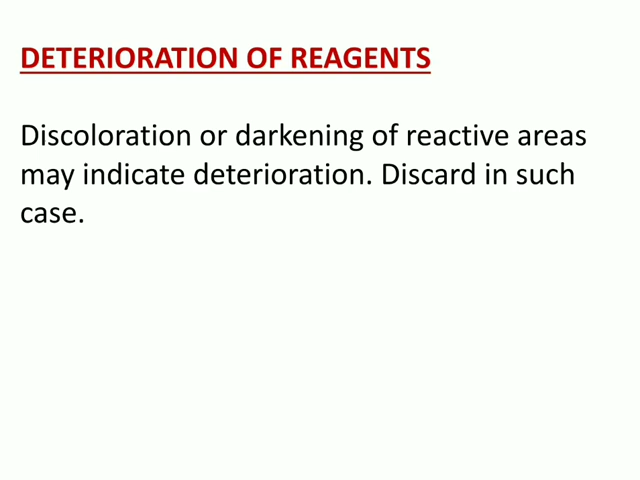 DETERIORATION OF REAGENTS
Discoloration or darkening of reactive areas
may indicate deterioration. Discard in such
case.